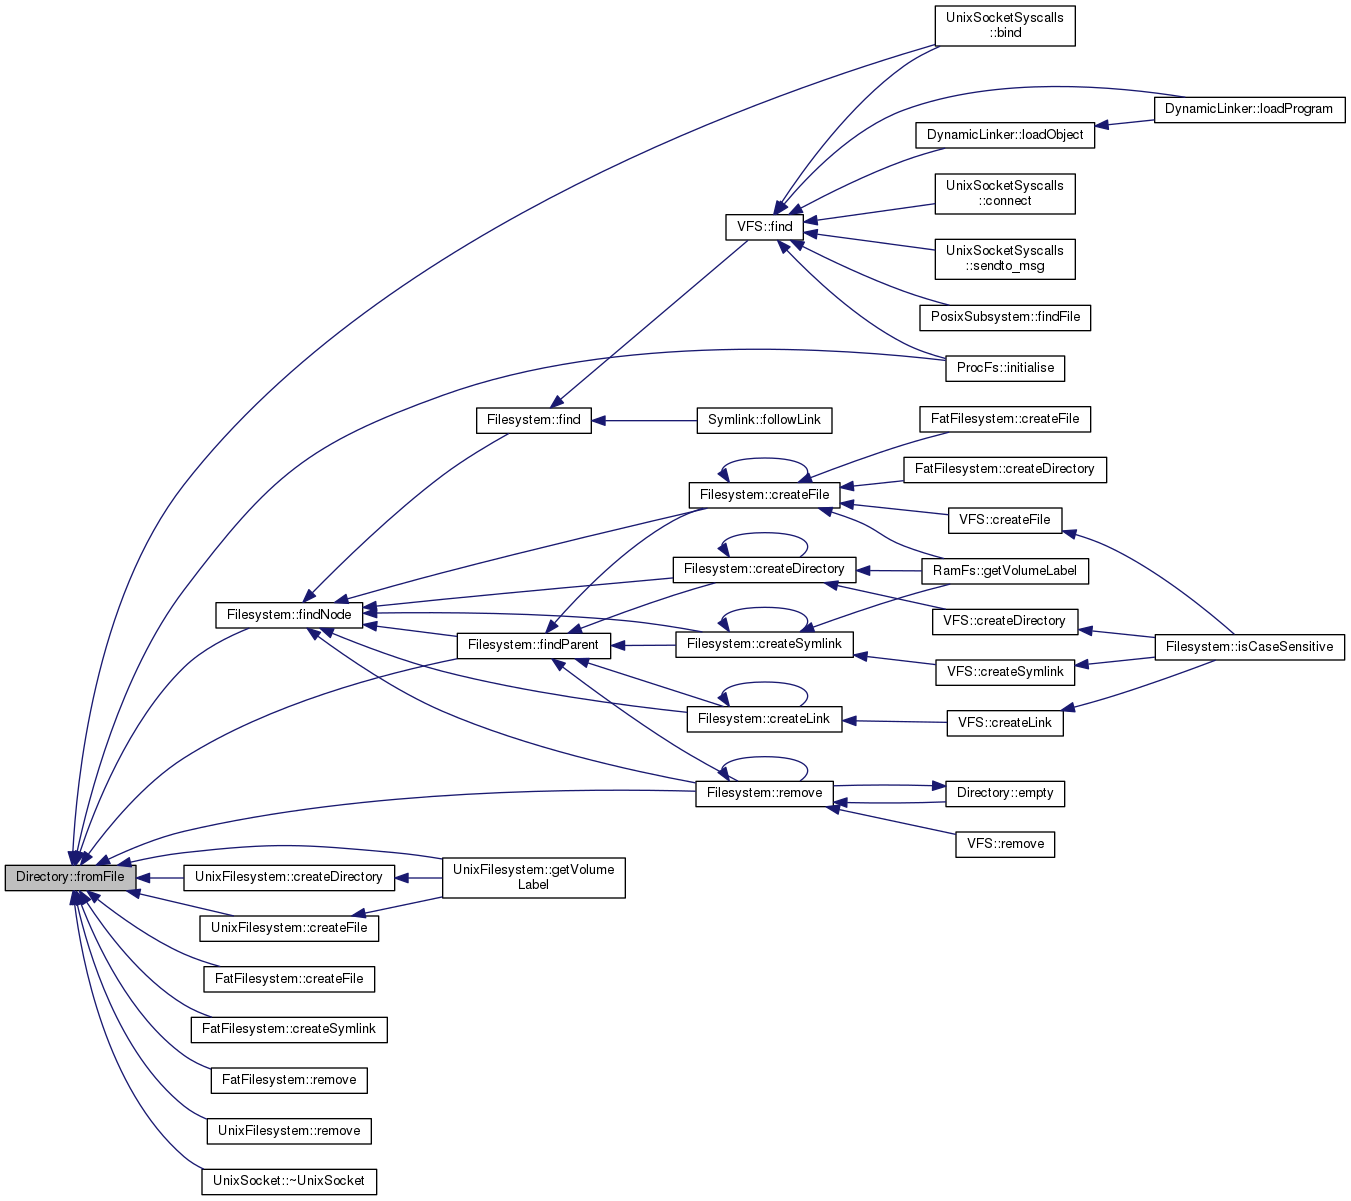 UnixSocketSyscalls
::bind
DynamicLinker::loadProgram
DynamicLinker::loadObject
UnixSocketSyscalls
::connect
VFS::find
UnixSocketSyscalls
::sendto_msg
PosixSubsystem::findFile
ProcFs::initialise
Filesystem::find
Symlink::followLink
FatFilesystem::createFile
FatFilesystem::createDirectory
Filesystem::createFile
VFS::createFile
Filesystem::createDirectory
RamFs::getVolumeLabel
Filesystem::findNode
VFS::createDirectory
Filesystem::findParent
Filesystem::createSymlink
Filesystem::isCaseSensitive
VFS::createSymlink
Filesystem::createLink
VFS::createLink
Filesystem::remove
Directory::empty
VFS::remove
Directory::fromFile
UnixFilesystem::createDirectory
UnixFilesystem::getVolume
Label
UnixFilesystem::createFile
FatFilesystem::createFile
FatFilesystem::createSymlink
FatFilesystem::remove
UnixFilesystem::remove
UnixSocket::~UnixSocket